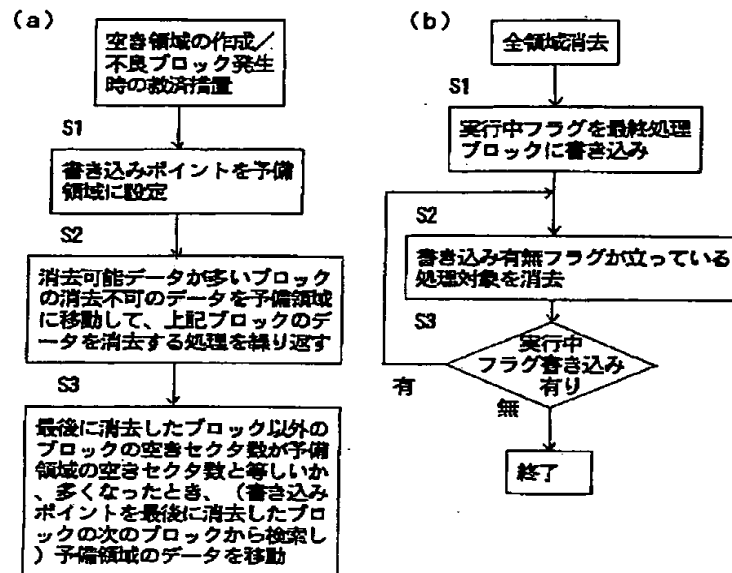 (a)
空き領域の作成／
不良ブロック発生
時の救済措置
S1
書き込みポイントを予備
領域に設定
S2
消去可能データが多いブロック
の消去不可のデータを予備領域
に移動して、上記ブロックのデ
ータを消去する処理を繰り返す
S3
最後に消去したブロック以外の
ブロックの空きセクタ数が予備
領域の空きセクタ数と等しいか
、多くなったとき、（書き込み
ポイントを最後に消去したブロ
ックの次のブロックから検索し
）予備領域のデータを移動
(b)
全領域消去
S1
実行中フラグを最終処理
ブロックに書き込み
S2
書き込み有無フラグが立っている
処理対象を消去
S3
実行中
フラグ書き込み
有り
有
無
終了